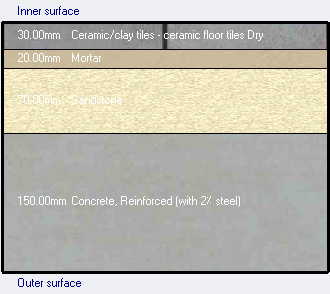 Inner surface
30.00mm Ceramic/clay tiles - ceramic floor tiles Dry
20.00mm Mortar
70.00mm Sandstone
150.00mm Concrete, Reinforced (with 2% steel)
Outer surface